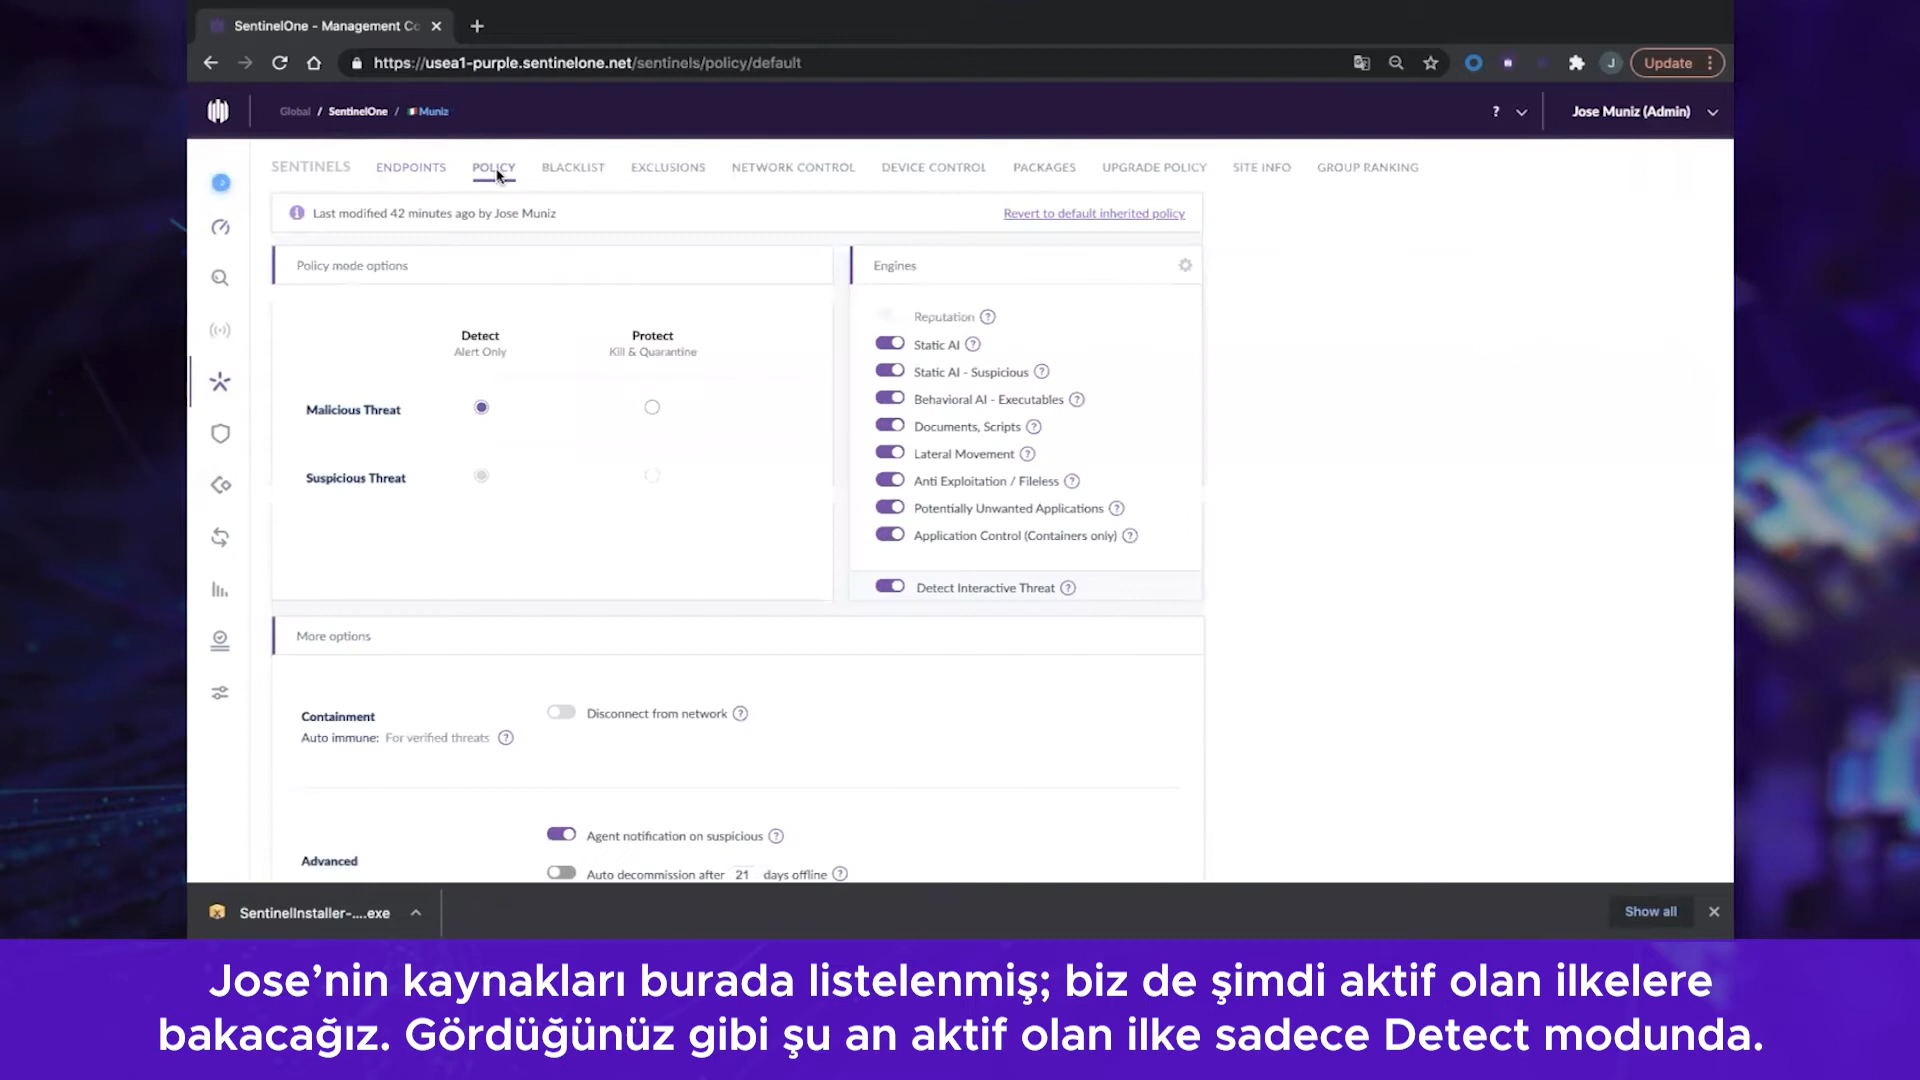 SentinelOne - Management Co
https://usea1-purple.sentinelone.net/sentinels/policy/default
J
Update
Global / SentinelOne / Muniz
?
Jose Muniz (Admin)
SENTINELS ENDPOINTS POLICY BLACKLIST EXCLUSIONS NETWORK CONTROL DEVICE CONTROL PACKAGES UPGRADE POLICY SITE INFO GROUP RANKING
Last modified 42 minutes ago by Jose Muniz
Revert to default inherited policy
Policy mode options
Detect
Alert Only
Protect
Kill & Quarantine
Malicious Threat
Suspicious Threat
Engines
Reputation ?
Static AI ?
Static AI - Suspicious ?
Behavioral AI - Executables ?
Documents, Scripts ?
Lateral Movement ?
Anti Exploitation / Fileless ?
Potentially Unwanted Applications ?
Application Control (Containers only) ?
Detect Interactive Threat ?
More options
Containment
Auto immune: For verified threats ?
Disconnect from network ?
Advanced
Agent notification on suspicious ?
Auto decommission after 21 days offline ?
SentinelInstaller-....exe
Show all
Jose’nin kaynakları burada listelenmiş; biz de şimdi aktif olan ilkelere
bakacağız. Gördüğünüz gibi şu an aktif olan ilke sadece Detect modunda.